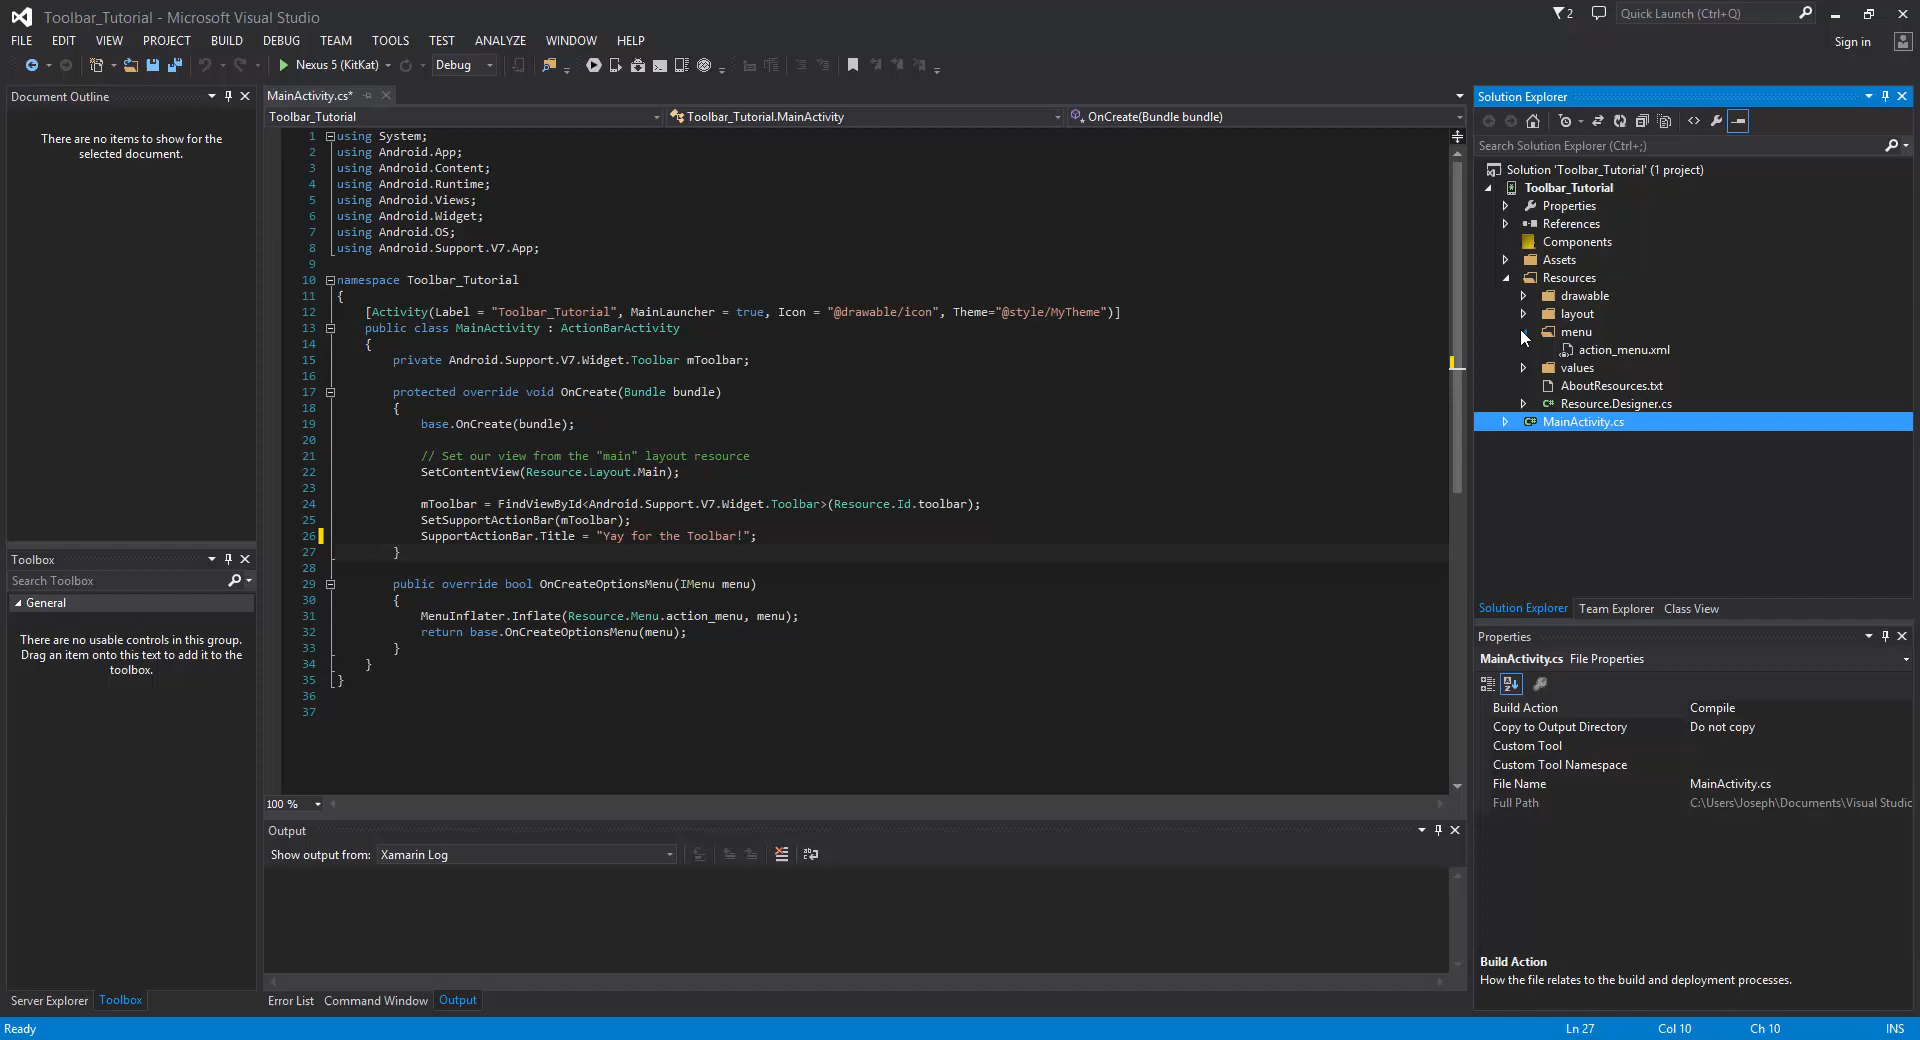 Toolbar_Tutorial - Microsoft Visual Studio
2
Quick Launch (Ctrl+Q)
FILE EDIT VIEW PROJECT BUILD DEBUG TEAM TOOLS TEST ANALYZE WINDOW HELP
Sign in
Nexus 5 (KitKat) Debug
Document Outline
There are no items to show for the
selected document.
Toolbox
Search Toolbox
General
There are no usable controls in this group.
Drag an item onto this text to add it to the
toolbox.
Server Explorer Toolbox
MainActivity.cs*
Toolbar_Tutorial Toolbar_Tutorial.MainActivity OnCreate(Bundle bundle)
1 using System;
2 using Android.App;
3 using Android.Content;
4 using Android.Runtime;
5 using Android.Views;
6 using Android.Widget;
7 using Android.OS;
8 using Android.Support.V7.App;
9
10 namespace Toolbar_Tutorial
11 {
12 [Activity(Label = "Toolbar_Tutorial", MainLauncher = true, Icon = "@drawable/icon", Theme="@style/MyTheme")]
13 public class MainActivity : ActionBarActivity
14 {
15 private Android.Support.V7.Widget.Toolbar mToolbar;
16
17 protected override void OnCreate(Bundle bundle)
18 {
19 base.OnCreate(bundle);
20
21 // Set our view from the "main" layout resource
22 SetContentView(Resource.Layout.Main);
23
24 mToolbar = FindViewById<Android.Support.V7.Widget.Toolbar>(Resource.Id.toolbar);
25 SetSupportActionBar(mToolbar);
26 SupportActionBar.Title = "Yay for the Toolbar!";
27 }
28
29 public override bool OnCreateOptionsMenu(IMenu menu)
30 {
31 MenuInflater.Inflate(Resource.Menu.action_menu, menu);
32 return base.OnCreateOptionsMenu(menu);
33 }
34 }
35 }
36
37
100 %
Output
Show output from: Xamarin Log
Error List Command Window Output
Solution Explorer
Search Solution Explorer (Ctrl+;)
Solution 'Toolbar_Tutorial' (1 project)
Toolbar_Tutorial
Properties
References
Components
Assets
Resources
drawable
layout
menu
action_menu.xml
values
AboutResources.txt
C# Resource.Designer.cs
C# MainActivity.cs
Solution Explorer Team Explorer Class View
Properties
MainActivity.cs File Properties
Build Action Compile
Copy to Output Directory Do not copy
Custom Tool
Custom Tool Namespace
File Name MainActivity.cs
Full Path C:\Users\Joseph\Documents\Visual Studio
Build Action
How the file relates to the build and deployment processes.
Ready Ln 27 Col 10 Ch 10 INS